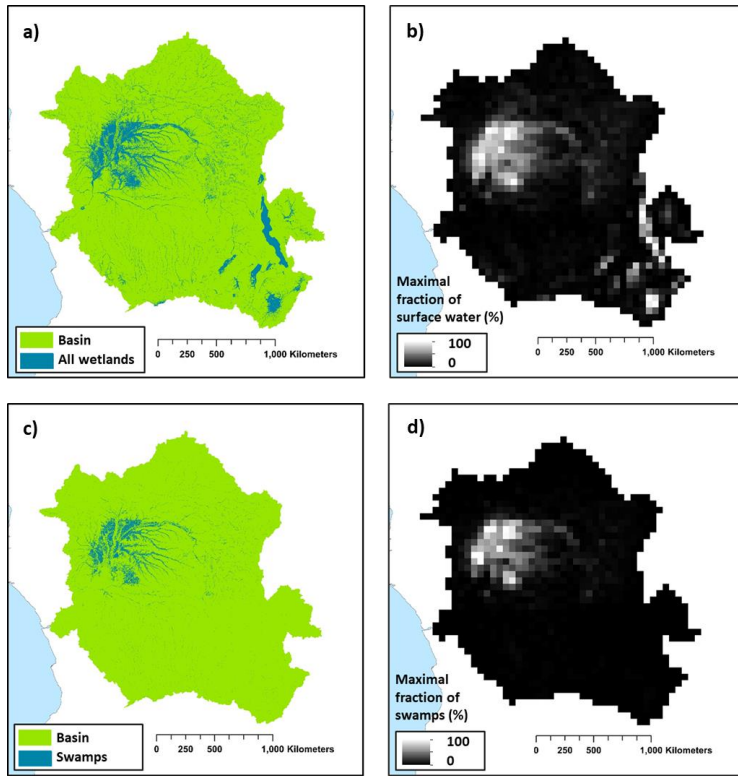 a)
Basin
All wetlands
0 250 500 1,000 Kilometers
b)
Maximal
fraction of
surface water (%)
100
0
0 250 500 1,000 Kilometers
c)
Basin
Swamps
0 250 500 1,000 Kilometers
d)
Maximal
fraction of
swamps (%)
100
0
0 250 500 1,000 Kilometers